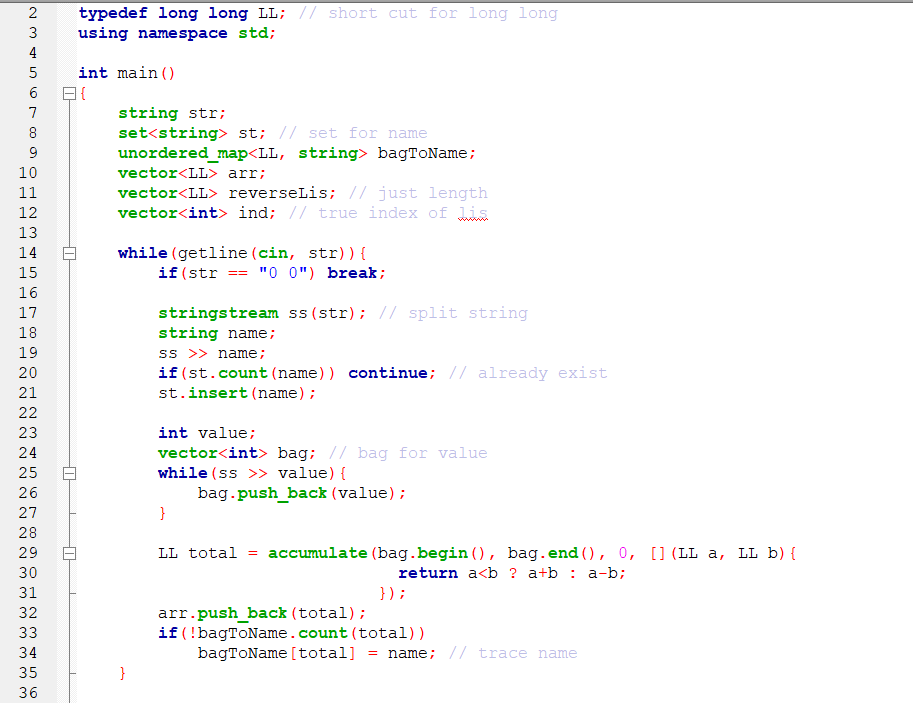 2 typedef long long LL; // short cut for long long
3 using namespace std;
4
5 int main()
6 {
7 string str;
8 set<string> st; // set for name
9 unordered_map<LL, string> bagToName;
10 vector<LL> arr;
11 vector<LL> reverseLis; // just length
12 vector<int> ind; // true index of lis
13
14 while(getline(cin, str)){
15 if(str == "0 0") break;
16
17 stringstream ss(str); // split string
18 string name;
19 ss >> name;
20 if(st.count(name)) continue; // already exist
21 st.insert(name);
22
23 int value;
24 vector<int> bag; // bag for value
25 while(ss >> value){
26 bag.push_back(value);
27 }
28
29 LL total = accumulate(bag.begin(), bag.end(), 0, [](LL a, LL b){
30 return a<b ? a+b : a-b;
31 });
32 arr.push_back(total);
33 if(!bagToName.count(total))
34 bagToName[total] = name; // trace name
35 }
36